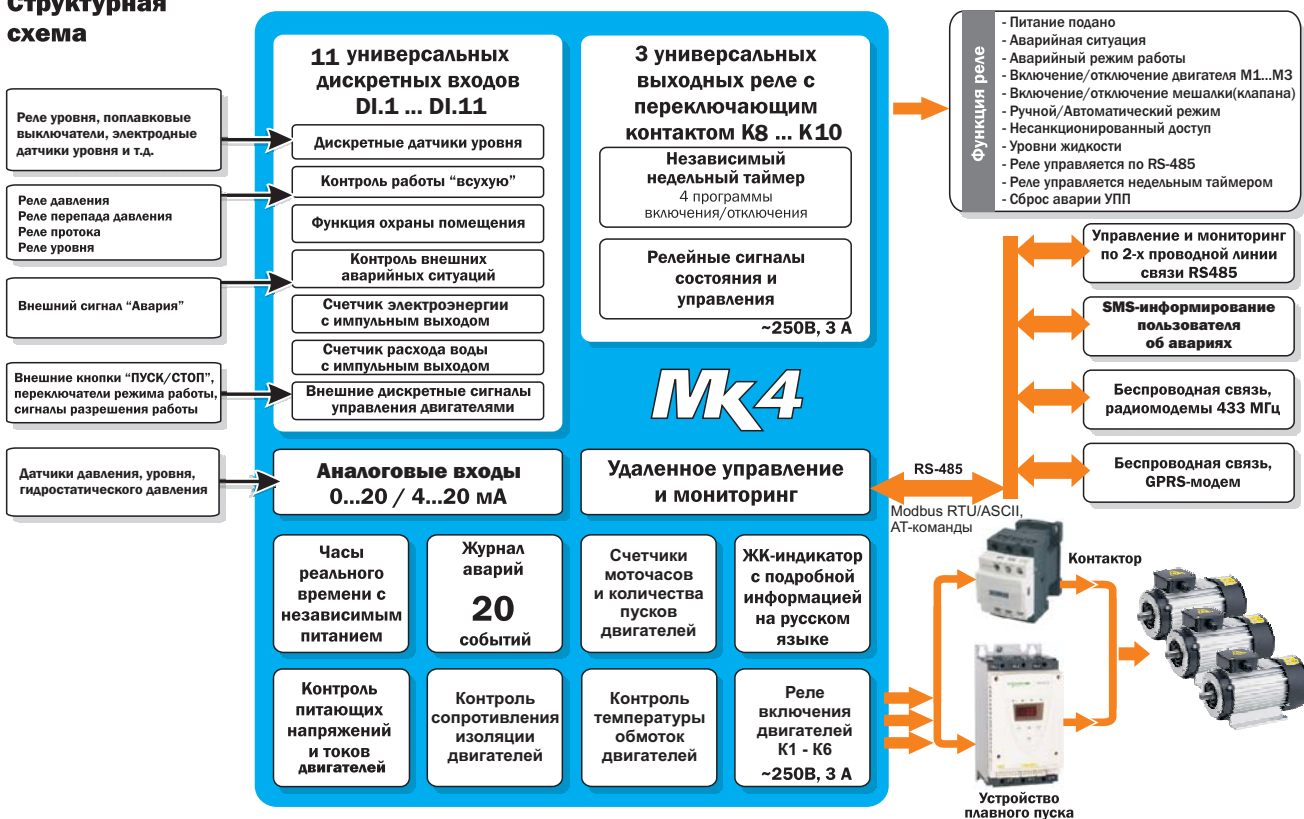 Структурная
схема
Реле уровня, поплавковые
выключатели, электродные
датчики уровня и т.д.
Реле давления
Реле перепада давления
Реле протока
Реле уровня
Внешний сигнал “Авария”
Внешние кнопки “ПУСК/СТОП”,
переключатели режима работы,
сигналы разрешения работы
Датчики давления, уровня,
гидростатического давления
11 универсальных
дискретных входов
DI.1 ... DI.11
Дискретные датчики уровня
Контроль работы “всухую”
Функция охраны помещения
Контроль внешних
аварийных ситуаций
Счетчик электроэнергии
с импульным выходом
Счетчик расхода воды
с импульным выходом
Внешние дискретные сигналы
управления двигателями
3 универсальных
выходных реле с
переключающим
контактом К8 ... К10
Независимый
недельный таймер
4 программы
включения/отключения
Релейные сигналы
состояния и
управления
~250В, 3 А
МК4
Аналоговые входы
0...20 / 4...20 мА
Удаленное управление
и мониторинг
Часы
реального
времени с
независимым
питанием
Журнал
аварий
20
событий
Счетчики
моточасов
и количества
пусков
двигателей
ЖК-индикатор
с подробной
информацией
на русском
языке
Контроль
питающих
напряжений
и токов
двигателей
Контроль
сопротивления
изоляции
двигателей
Контроль
температуры
обмоток
двигателей
Реле
включения
двигателей
К1 - К6
~250В, 3 А
Функция реле
- Питание подано
- Аварийная ситуация
- Аварийный режим работы
- Включение/отключение двигателя М1...М3
- Включение/отключение мешалки(клапана)
- Ручной/Автоматический режим
- Несанкционированный доступ
- Уровни жидкости
- Реле управляется по RS-485
- Реле управляется недельным таймером
- Сброс аварии УПП
RS-485
Modbus RTU/ASCII,
АТ-команды
Управление и мониторинг
по 2-х проводной линии
связи RS485
SMS-информирование
пользователя
об авариях
Беспроводная связь,
радиомодемы 433 МГц
Беспроводная связь,
GPRS-модем
Контактор
Устройство
плавного пуска